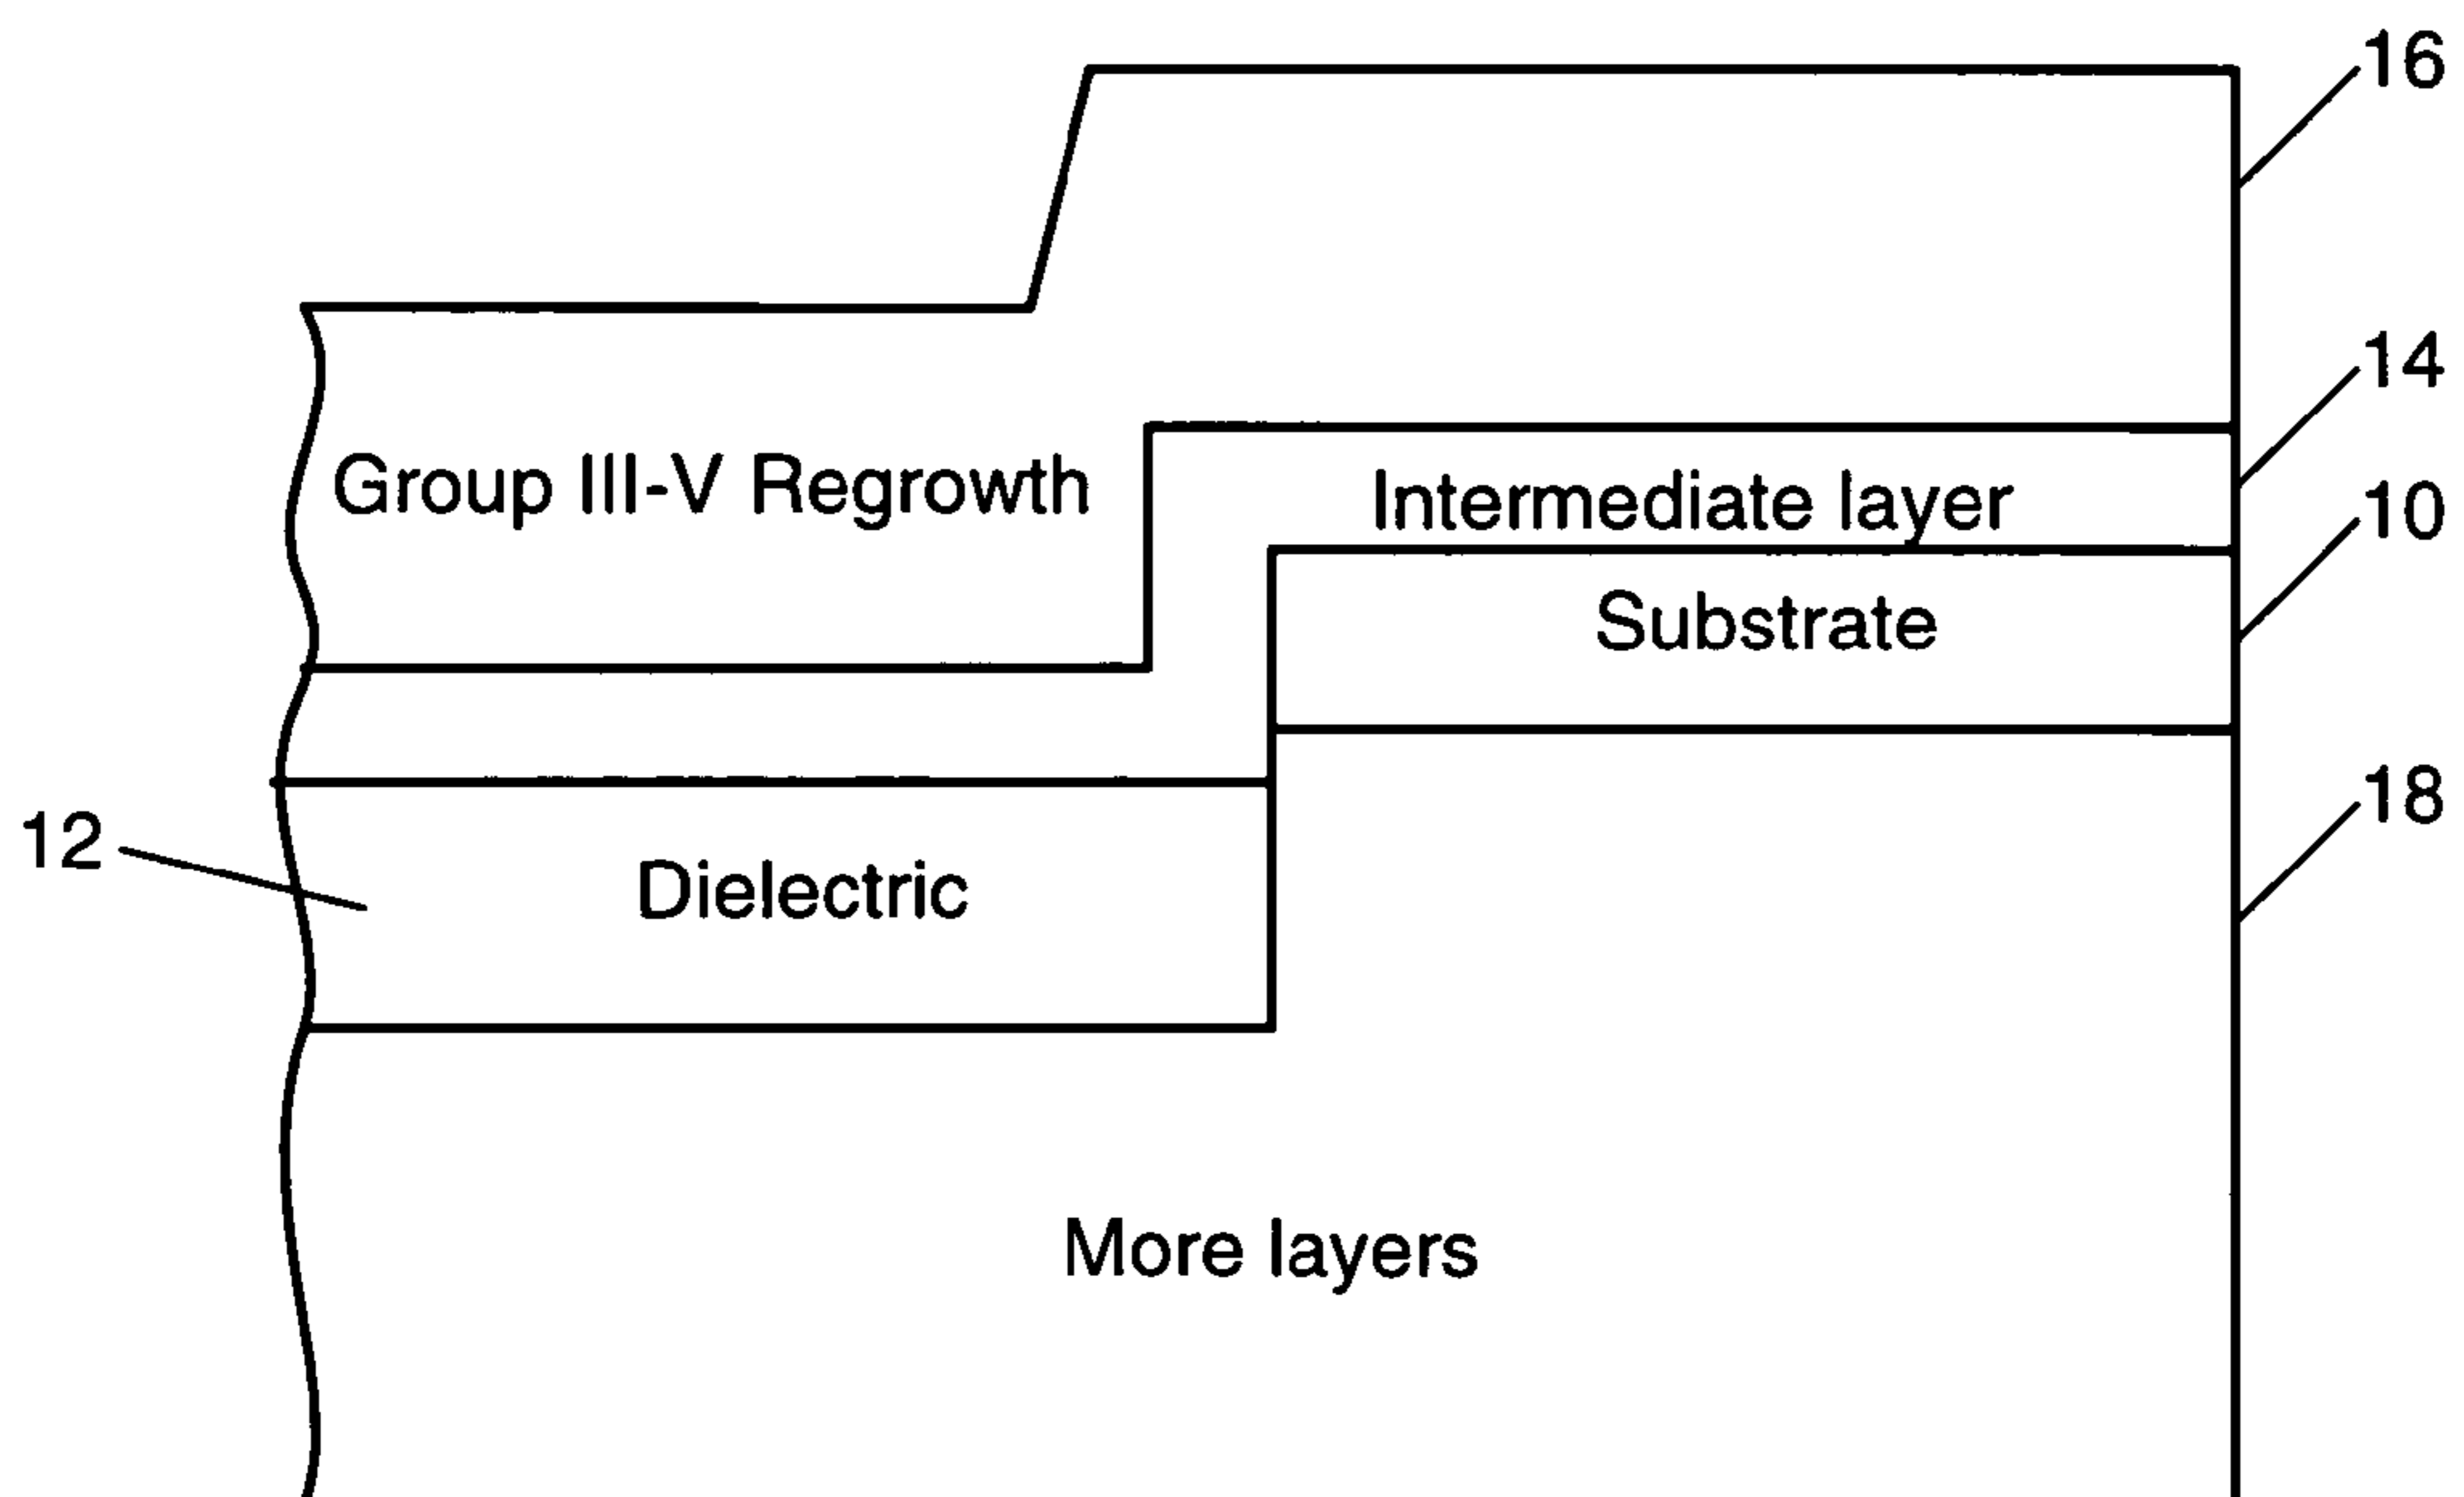 16
14
Group III-V Regrowth
Intermediate layer
10
Substrate
18
12
Dielectric
More layers